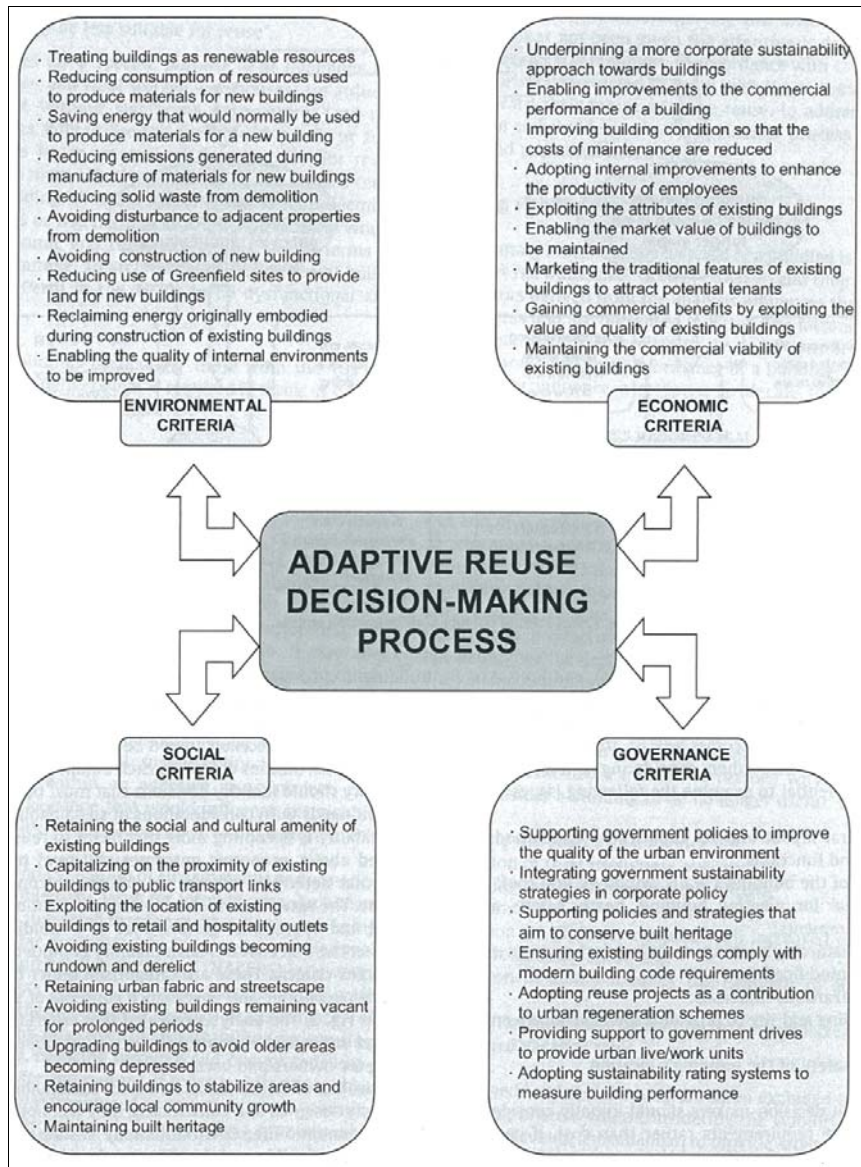 · Treating buildings as renewable resources
· Reducing consumption of resources used
to produce materials for new buildings
· Saving energy that would normally be used
to produce materials for a new building
· Reducing emissions generated during
manufacture of materials for new buildings
· Reducing solid waste from demolition
· Avoiding disturbance to adjacent properties
from demolition
· Avoiding construction of new building
· Reducing use of Greenfield sites to provide
land for new buildings
· Reclaiming energy originally embodied
during construction of existing buildings
· Enabling the quality of internal environments
to be improved
ENVIRONMENTAL
CRITERIA
· Underpinning a more corporate sustainability
approach towards buildings
· Enabling improvements to the commercial
performance of a building
· Improving building condition so that the
costs of maintenance are reduced
· Adopting internal improvements to enhance
the productivity of employees
· Exploiting the attributes of existing buildings
· Enabling the market value of buildings to
be maintained
· Marketing the traditional features of existing
buildings to attract potential tenants
· Gaining commercial benefits by exploiting the
value and quality of existing buildings
· Maintaining the commercial viability of
existing buildings
ECONOMIC
CRITERIA
ADAPTIVE REUSE
DECISION-MAKING
PROCESS
SOCIAL
CRITERIA
· Retaining the social and cultural amenity of
existing buildings
· Capitalizing on the proximity of existing
buildings to public transport links
· Exploiting the location of existing
buildings to retail and hospitality outlets
· Avoiding existing buildings becoming
rundown and derelict
· Retaining urban fabric and streetscape
· Avoiding existing buildings remaining vacant
for prolonged periods
· Upgrading buildings to avoid older areas
becoming depressed
· Retaining buildings to stabilize areas and
encourage local community growth
· Maintaining built heritage
GOVERNANCE
CRITERIA
· Supporting government policies to improve
the quality of the urban environment
· Integrating government sustainability
strategies in corporate policy
· Supporting policies and strategies that
aim to conserve built heritage
· Ensuring existing buildings comply with
modern building code requirements
· Adopting reuse projects as a contribution
to urban regeneration schemes
· Providing support to government drives
to provide urban live/work units
· Adopting sustainability rating systems to
measure building performance